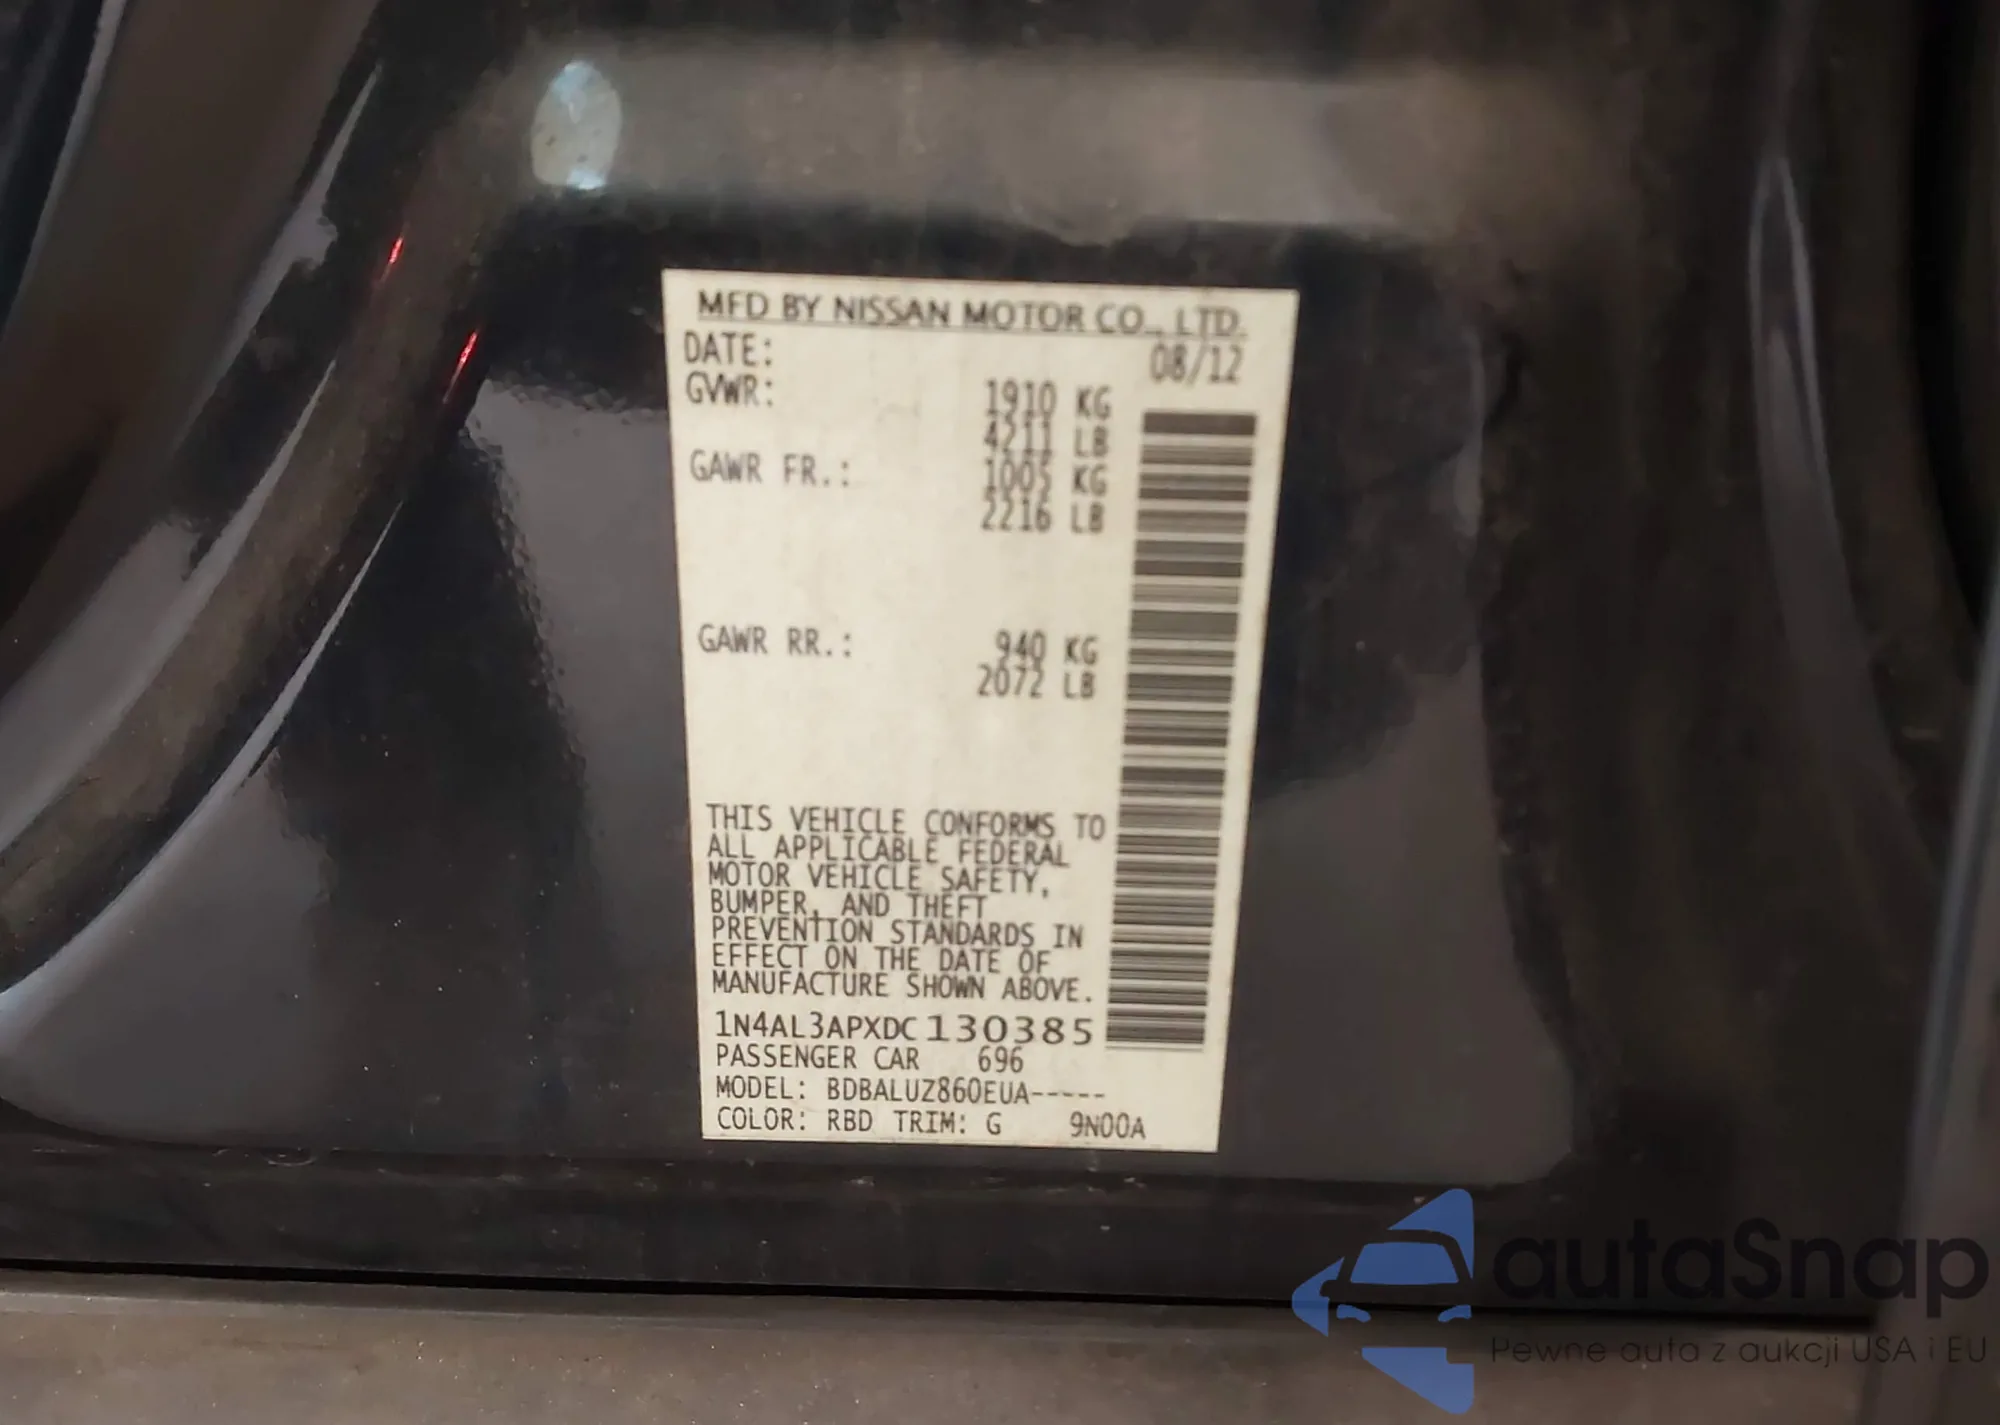 MFD BY NISSAN MOTOR CO., LTD.
DATE: 08/12
GVWR: 1910 KG
4211 LB
GAWR FR.: 1005 KG
2216 LB
GAWR RR.: 940 KG
2072 LB
THIS VEHICLE CONFORMS TO
ALL APPLICABLE FEDERAL
MOTOR VEHICLE SAFETY,
BUMPER, AND THEFT
PREVENTION STANDARDS IN
EFFECT ON THE DATE OF
MANUFACTURE SHOWN ABOVE.
1N4AL3APXDC130385
PASSENGER CAR 696
MODEL: BDBALUZ860EUA-----
COLOR: RBD TRIM: G 9N00A
autaSnap
Pewne auta z aukcji USA i EU